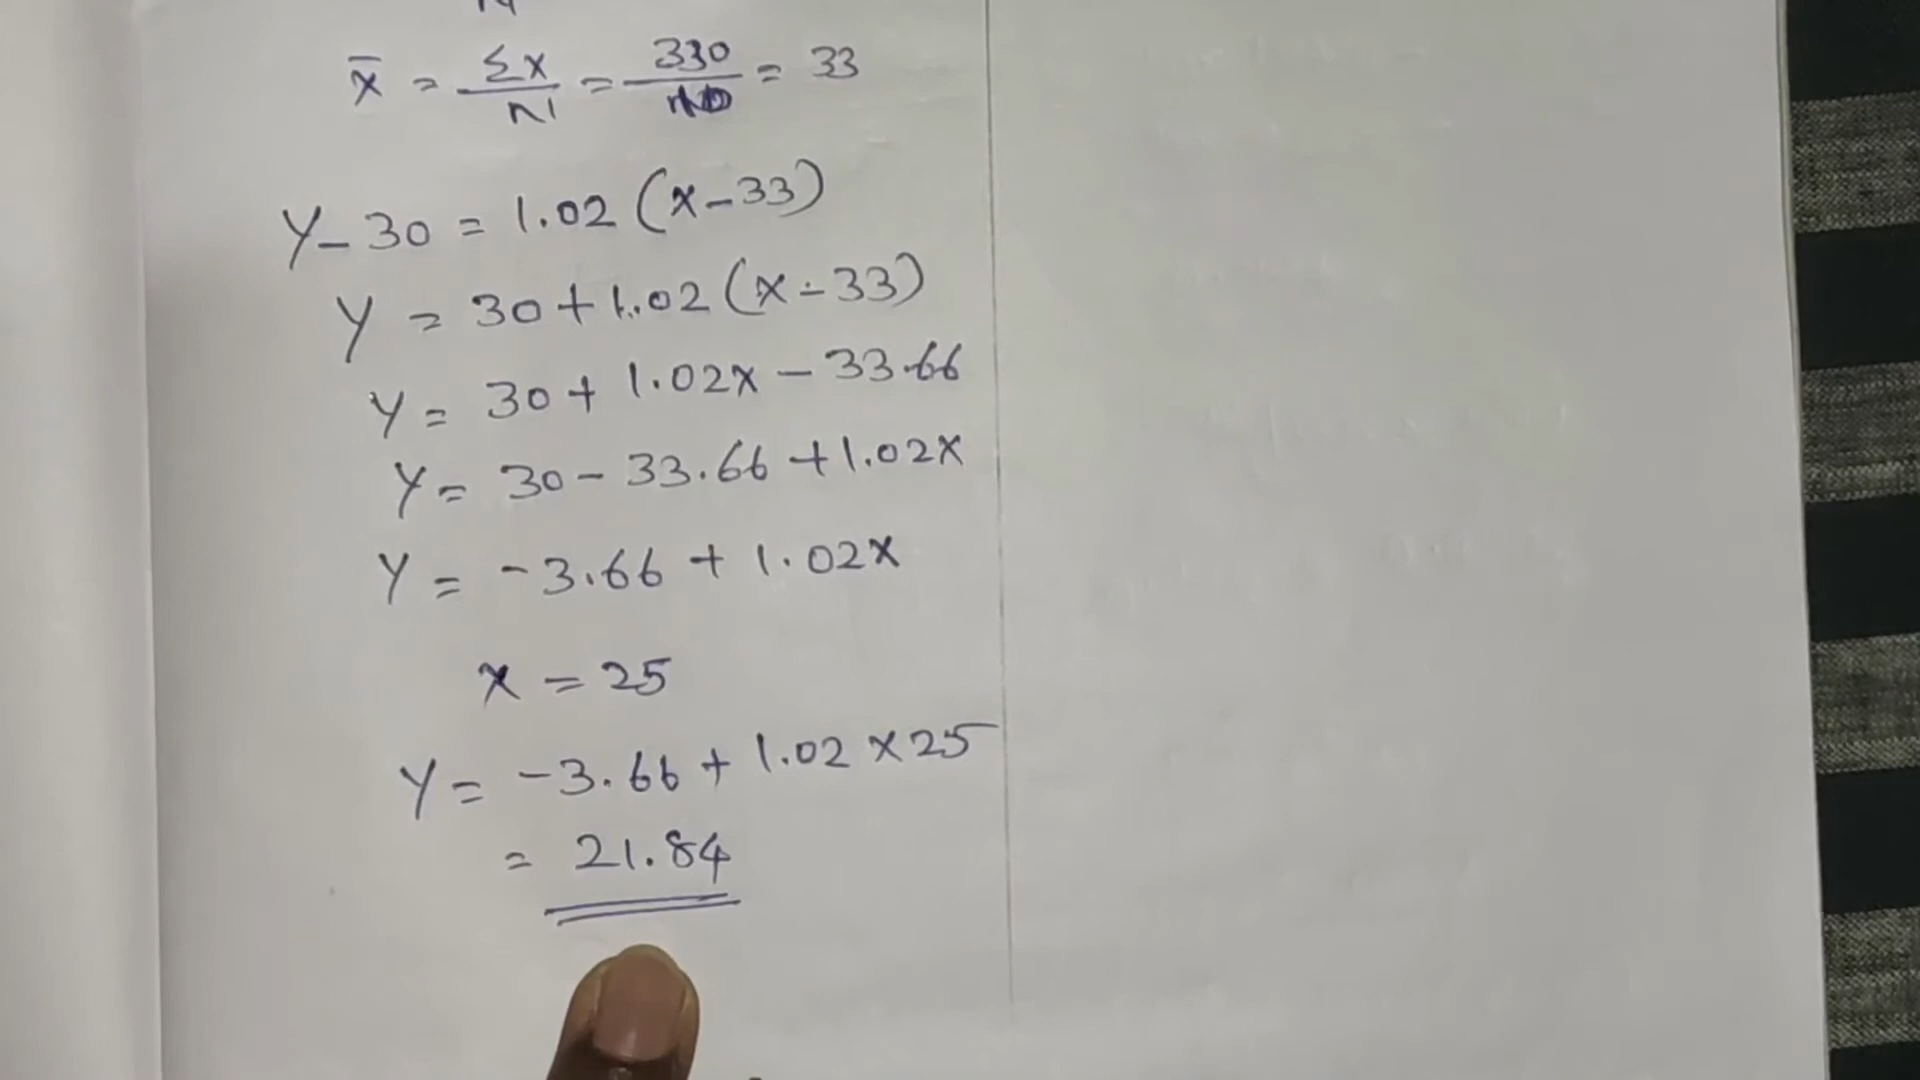 x̄ = Σx/N = 330/10 = 33
Y-30 = 1.02 (x-33)
Y = 30+1.02 (x-33)
Y = 30 + 1.02x - 33.66
Y = 30 - 33.66 + 1.02x
Y = -3.66 + 1.02x
x = 25
Y = -3.66 + 1.02 x 25
= 21.84